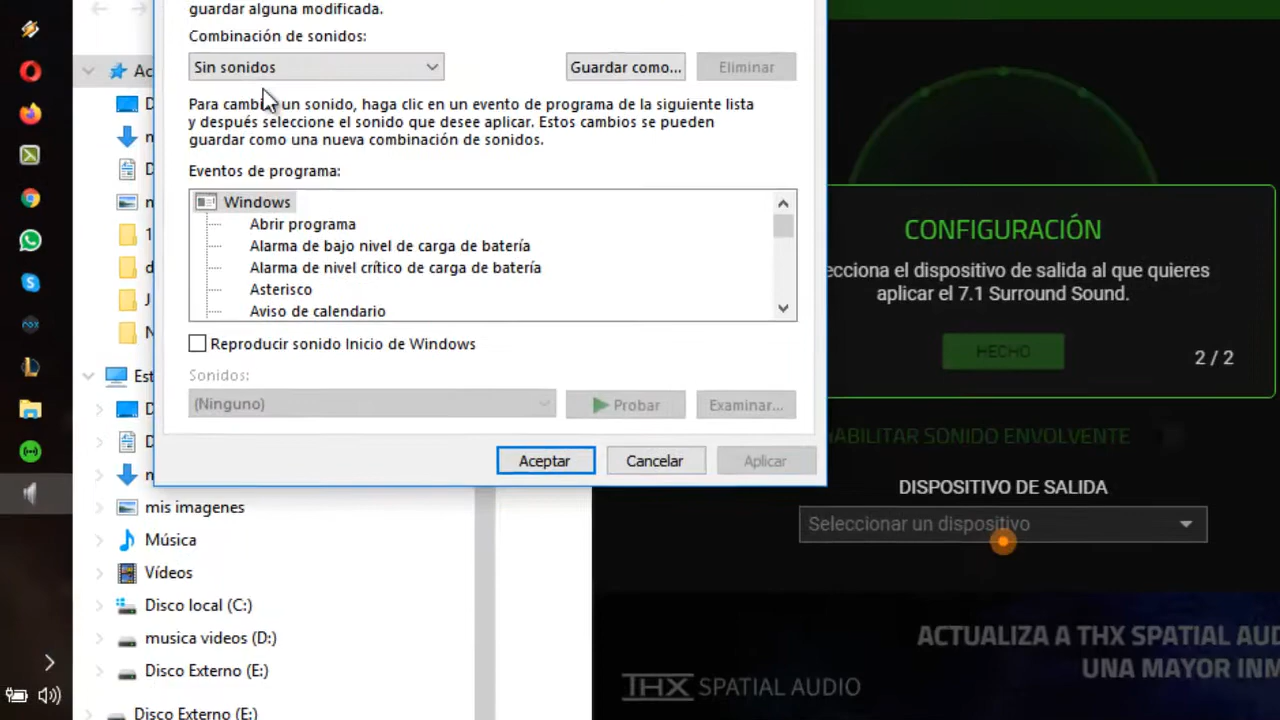 guardar alguna modificada.
Combinación de sonidos:
Sin sonidos
Guardar como...
Eliminar
Para un sonido, haga clic en un evento de programa de la siguiente lista
y después seleccione el sonido que desee aplicar. Estos cambios se pueden
guardar como una nueva combinación de sonidos.
Eventos de programa:
Windows
Abrir programa
Alarma de bajo nivel de carga de batería
Alarma de nivel crítico de carga de batería
Asterisco
Aviso de calendario
Reproducir sonido Inicio de Windows
Sonidos:
(Ninguno)
Probar
Examinar...
Aceptar
Cancelar
Aplicar
Ac
D
n
D
n
1
d
J
N
Est
D
D
n
mis imagenes
Música
Vídeos
Disco local (C:)
musica videos (D:)
Disco Externo (E:)
Disco Externo (E:)
CONFIGURACIÓN
ecciona el dispositivo de salida al que quieres
aplicar el 7.1 Surround Sound.
HECHO
2 / 2
HABILITAR SONIDO ENVOLVENTE
DISPOSITIVO DE SALIDA
Seleccionar un dispositivo
ACTUALIZA A THX SPATIAL AUD
UNA MAYOR INM
THX SPATIAL AUDIO